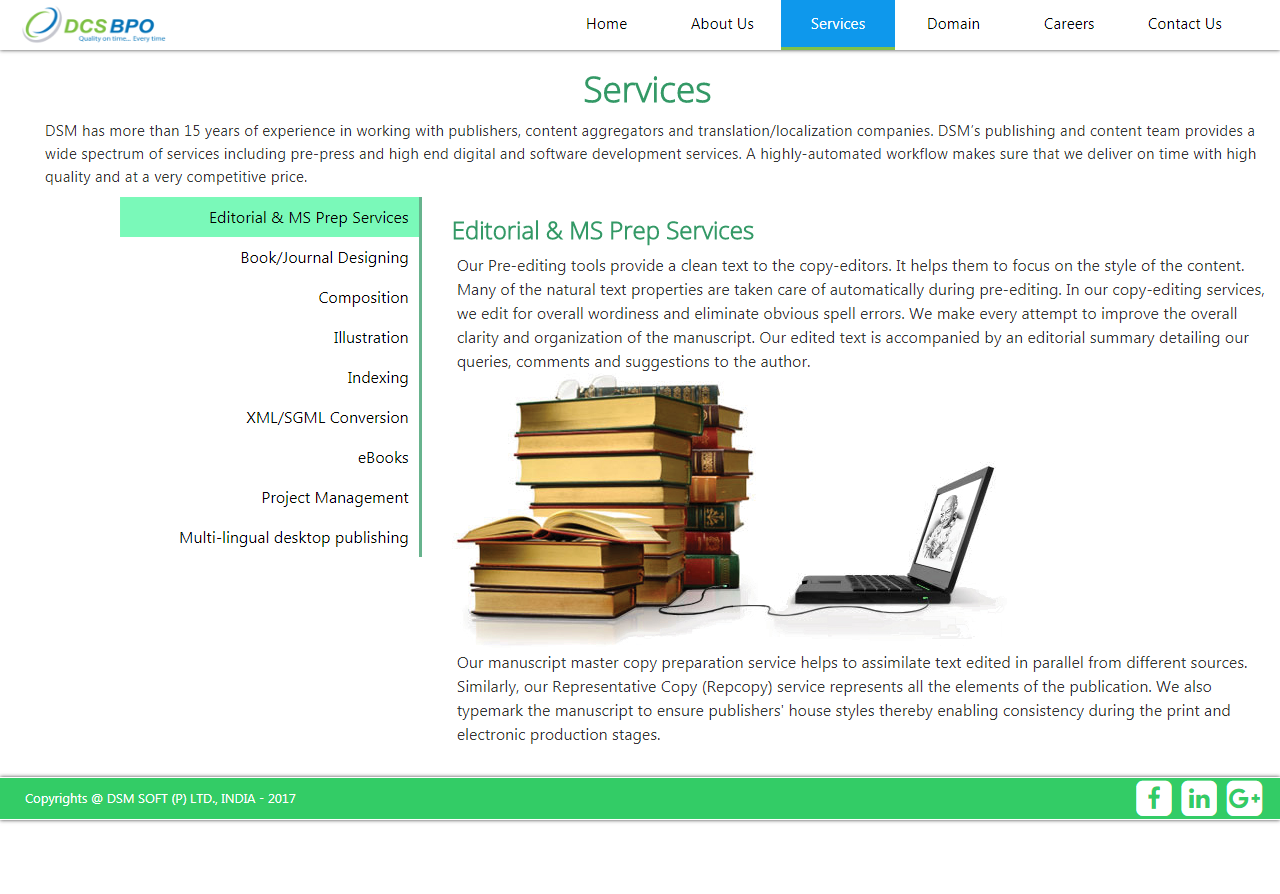 DCS BPO
Quality on time... Every time
Home
About Us
Services
Domain
Careers
Contact Us
Services
DSM has more than 15 years of experience in working with publishers, content aggregators and translation/localization companies. DSM’s publishing and content team provides a
wide spectrum of services including pre-press and high end digital and software development services. A highly-automated workflow makes sure that we deliver on time with high
quality and at a very competitive price.
Editorial & MS Prep Services
Book/Journal Designing
Composition
Illustration
Indexing
XML/SGML Conversion
eBooks
Project Management
Multi-lingual desktop publishing
Editorial & MS Prep Services
Our Pre-editing tools provide a clean text to the copy-editors. It helps them to focus on the style of the content.
Many of the natural text properties are taken care of automatically during pre-editing. In our copy-editing services,
we edit for overall wordiness and eliminate obvious spell errors. We make every attempt to improve the overall
clarity and organization of the manuscript. Our edited text is accompanied by an editorial summary detailing our
queries, comments and suggestions to the author.
Our manuscript master copy preparation service helps to assimilate text edited in parallel from different sources.
Similarly, our Representative Copy (Repcopy) service represents all the elements of the publication. We also
typemark the manuscript to ensure publishers’ house styles thereby enabling consistency during the print and
electronic production stages.
Copyrights @ DSM SOFT (P) LTD., INDIA - 2017
f
in
G+